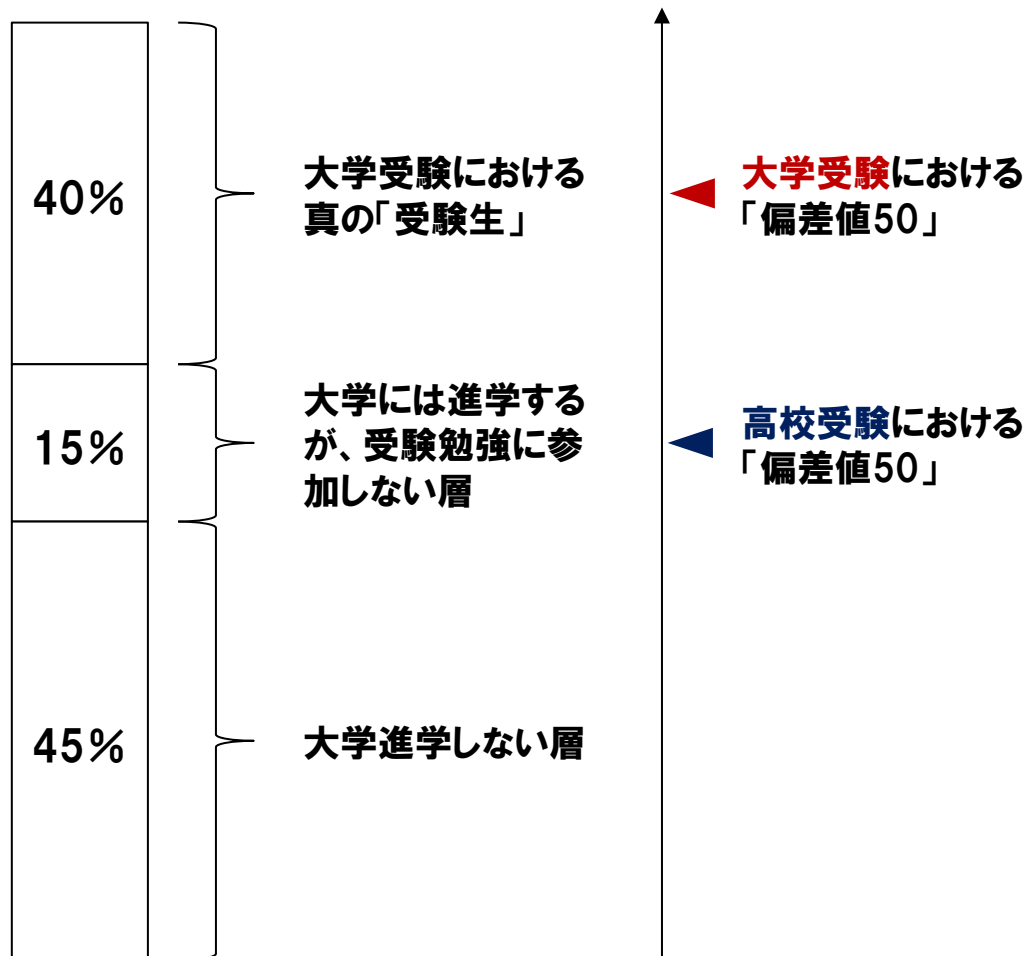 40%
大学受験における
真の「受験生」
大学受験における
「偏差値50」
15%
大学には進学する
が、受験勉強に参
加しない層
高校受験における
「偏差値50」
45%
大学進学しない層